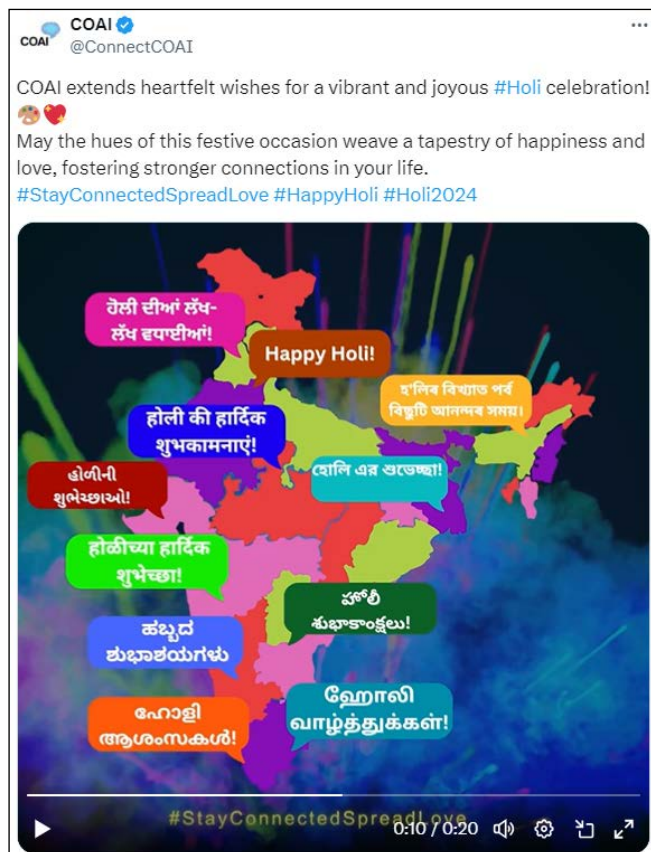 COAI
COAI
@ConnectCOAI
COAI extends heartfelt wishes for a vibrant and joyous #Holi celebration!
🎨💖
May the hues of this festive occasion weave a tapestry of happiness and
love, fostering stronger connections in your life.
#StayConnectedSpreadLove #HappyHoli #Holi2024
ਹੋਲੀ ਦੀਆਂ ਲੱਖ-
ਲੱਖ ਵਧਾਈਆਂ!
Happy Holi!
হ'লিৰ বিখ্যাত পৰ্ব
বিহুটি আনন্দৰ সময়।
होली की हार्दिक
शुभकामनाएं!
হোলি এর শুভেচ্ছা!
હોળીની
શુભેચ્છાઓ!
होळीच्या हार्दिक
शुभेच्छा!
హోలీ
శుభాకాంక్షలు!
ಹಬ್ಬದ
ಶುಭಾಶಯಗಳು
ஹோலி
வாழ்த்துக்கள்!
ഹോളി
ആശംസകൾ!
#StayConnectedSpreadLove
0:10 / 0:20